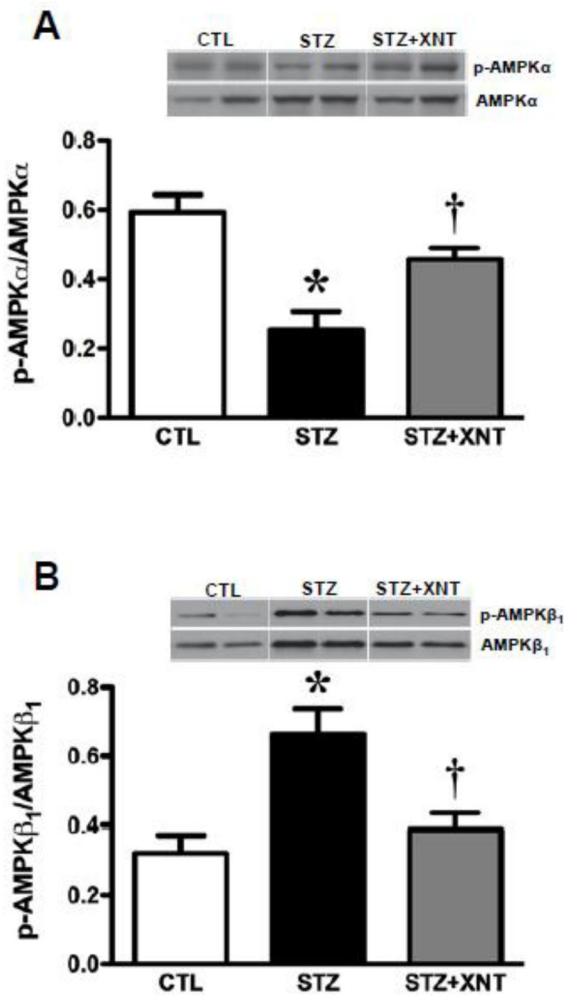 A
CTL STZ STZ+XNT
p-AMPKα
AMPKα
p-AMPKα/AMPKα
0.8
0.6
0.4
0.2
0.0
*
†
CTL STZ STZ+XNT
B
CTL STZ STZ+XNT
p-AMPKβ₁
AMPKβ₁
p-AMPKβ₁/AMPKβ₁
0.8
0.6
0.4
0.2
0.0
*
†
CTL STZ STZ+XNT